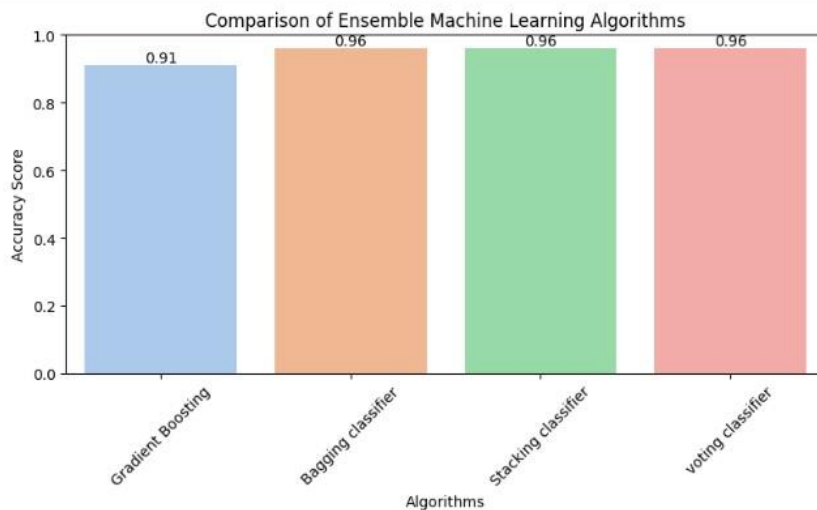 Comparison of Ensemble Machine Learning Algorithms
1.0
0.8
0.6
0.4
0.2
0.0
Accuracy Score
0.91
0.96
0.96
0.96
Gradient Boosting
Bagging classifier
Stacking classifier
voting classifier
Algorithms